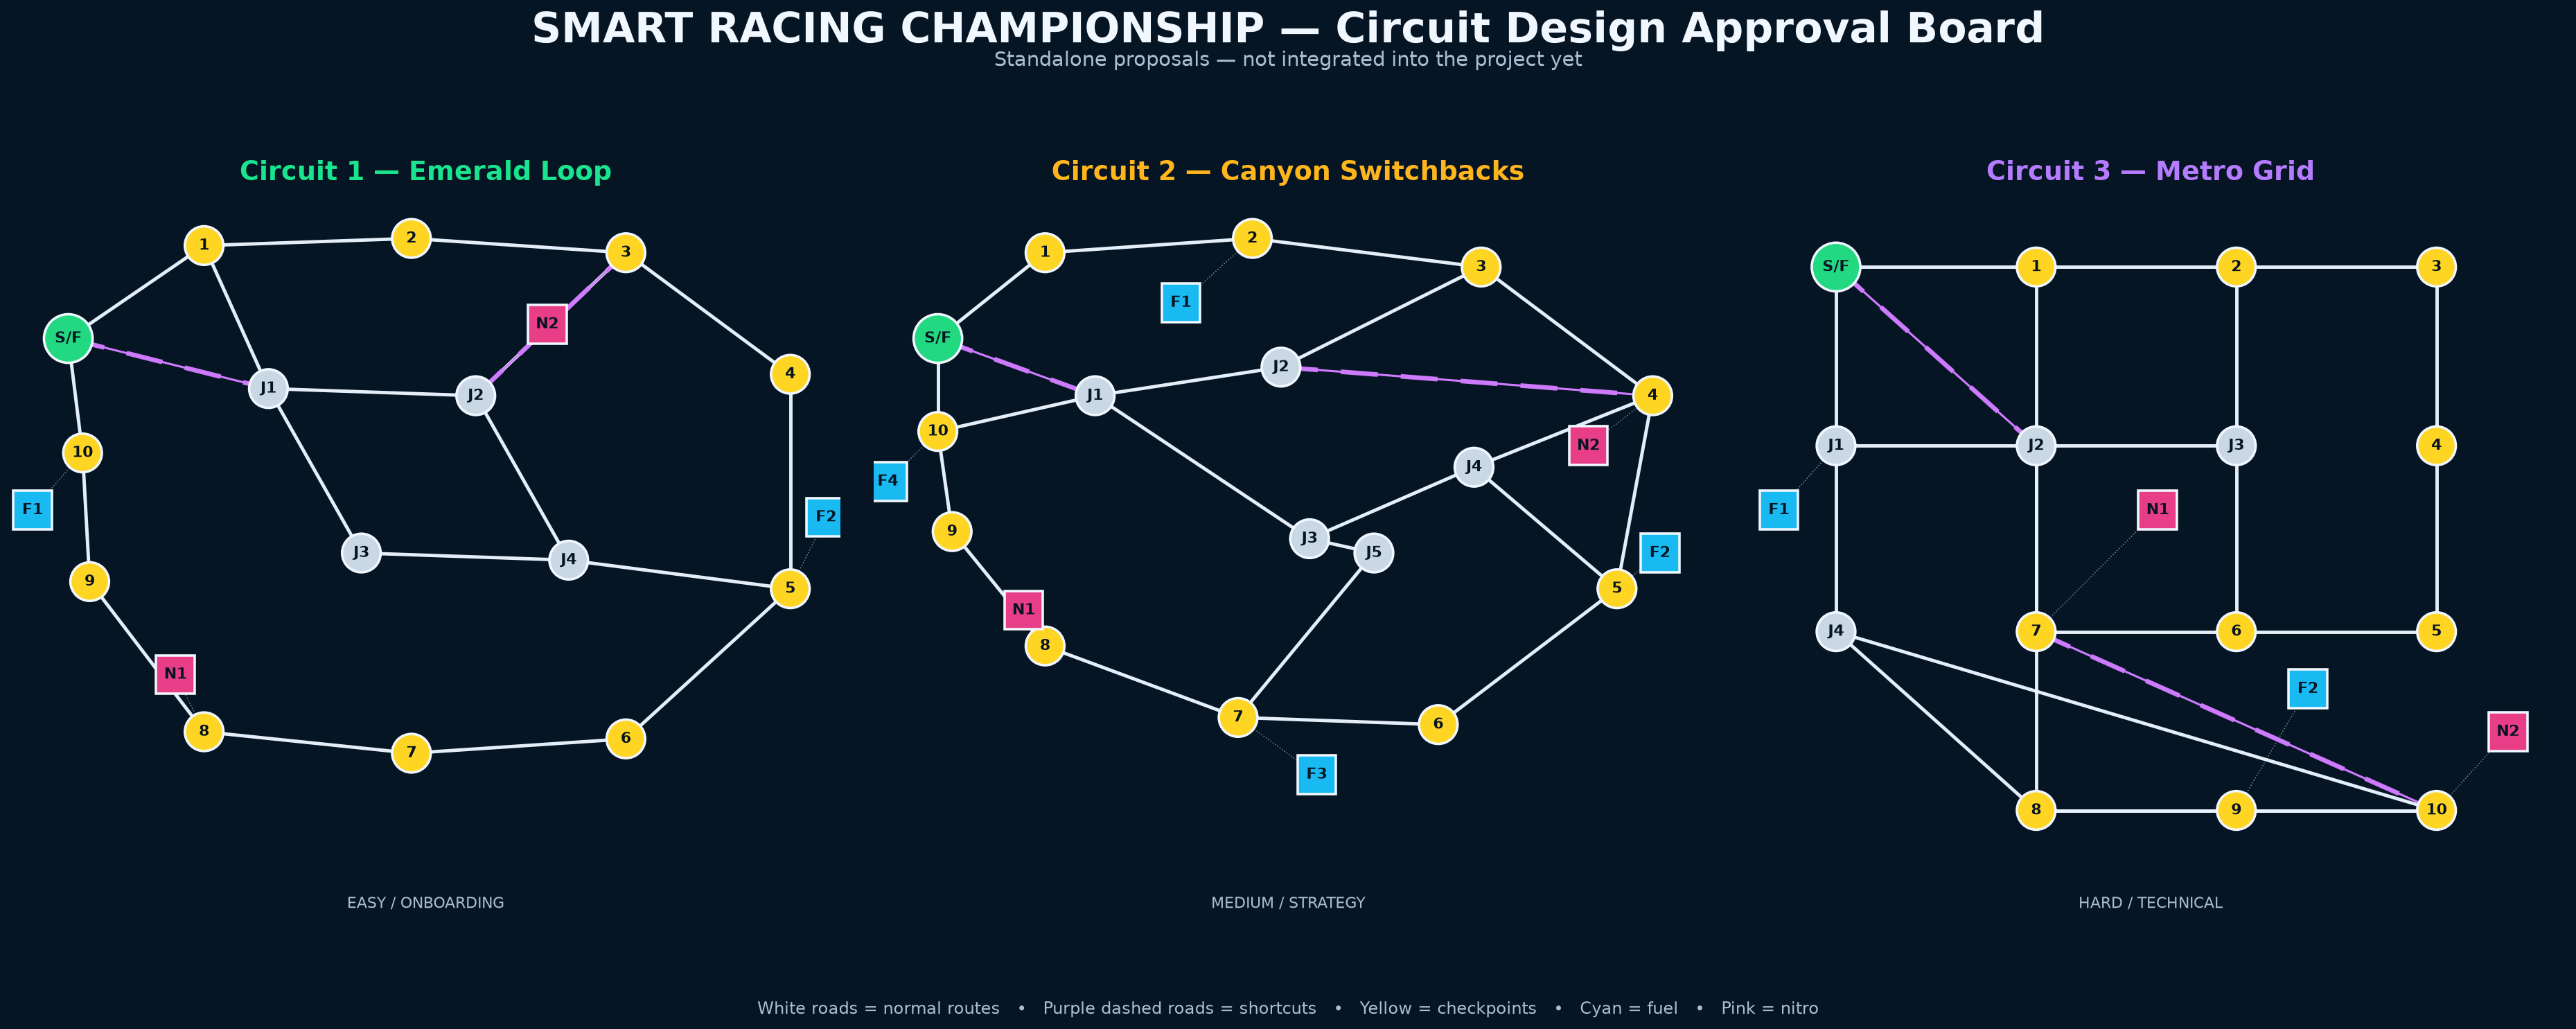 SMART RACING CHAMPIONSHIP — Circuit Design Approval Board
Standalone proposals — not integrated into the project yet
Circuit 1 — Emerald Loop
1
2
3
N2
S/F
4
J1
J2
10
F1
F2
J3
J4
9
5
N1
8
7
6
EASY / ONBOARDING
Circuit 2 — Canyon Switchbacks
1
2
3
F1
S/F
J2
J1
4
10
N2
J4
F4
9
J3
J5
F2
5
N1
8
7
6
F3
MEDIUM / STRATEGY
Circuit 3 — Metro Grid
S/F
1
2
3
J1
J2
J3
4
F1
N1
J4
7
6
5
F2
N2
8
9
10
HARD / TECHNICAL
White roads = normal routes • Purple dashed roads = shortcuts • Yellow = checkpoints • Cyan = fuel • Pink = nitro